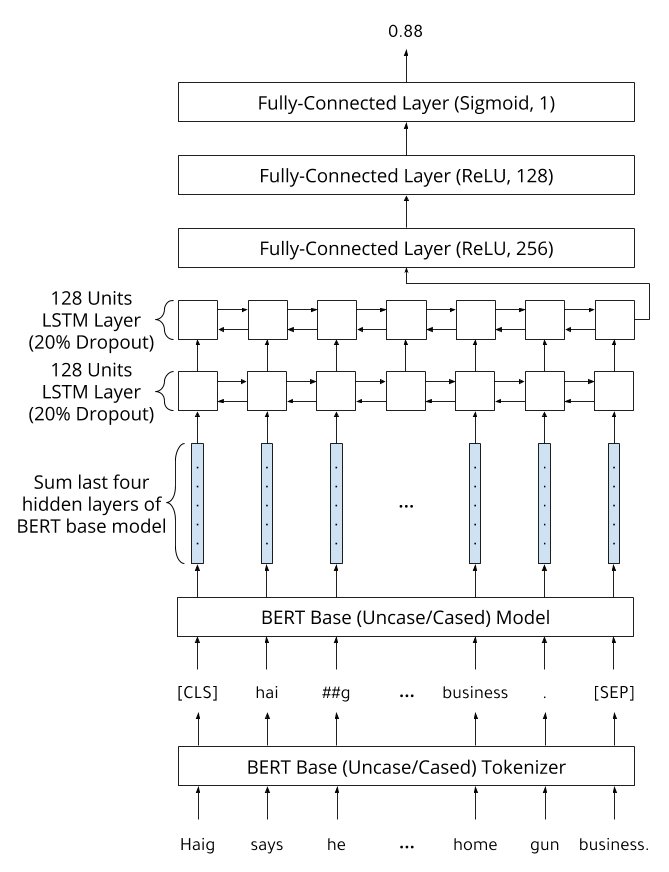 0.88
Fully-Connected Layer (Sigmoid, 1)
Fully-Connected Layer (ReLU, 128)
Fully-Connected Layer (ReLU, 256)
128 Units
LSTM Layer
(20% Dropout)
128 Units
LSTM Layer
(20% Dropout)
Sum last four
hidden layers of
BERT base model
...
BERT Base (Uncase/Cased) Model
[CLS] hai ##g ... business . [SEP]
BERT Base (Uncase/Cased) Tokenizer
Haig says he ... home gun business.